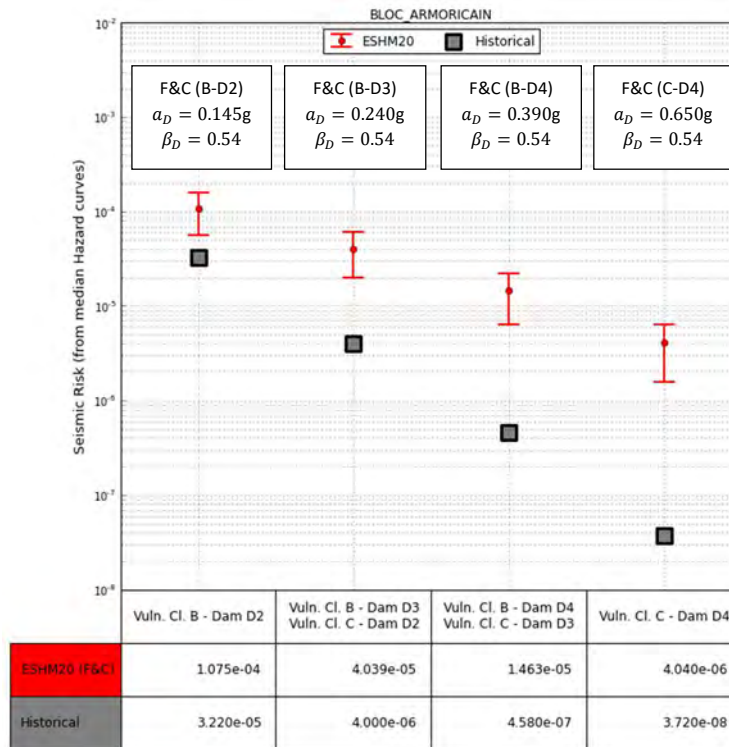 BLOC_ARMORICAIN
ESHM20 Historical
F&C (B-D2) F&C (B-D3) F&C (B-D4) F&C (C-D4)
a_D = 0.145g a_D = 0.240g a_D = 0.390g a_D = 0.650g
β_D = 0.54 β_D = 0.54 β_D = 0.54 β_D = 0.54
Seismic Risk (from median Hazard curves)
10⁻²
10⁻³
10⁻⁴
10⁻⁵
10⁻⁶
10⁻⁷
10⁻⁸
Vuln. Cl. B - Dam D2
Vuln. Cl. B - Dam D3
Vuln. Cl. C - Dam D2
Vuln. Cl. B - Dam D4
Vuln. Cl. C - Dam D3
Vuln. Cl. C - Dam D4
ESHM20 (F&C) 1.075e-04 4.039e-05 1.463e-05 4.040e-06
Historical 3.220e-05 4.000e-06 4.580e-07 3.720e-08